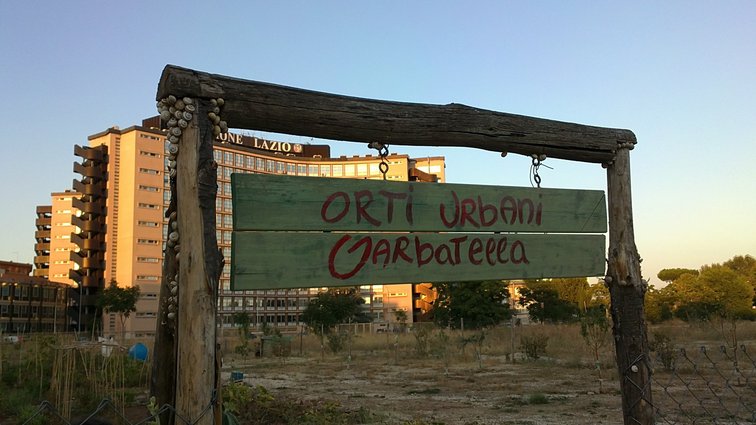 ONE LAZIO
ORTI URBANI
GARBATELLA